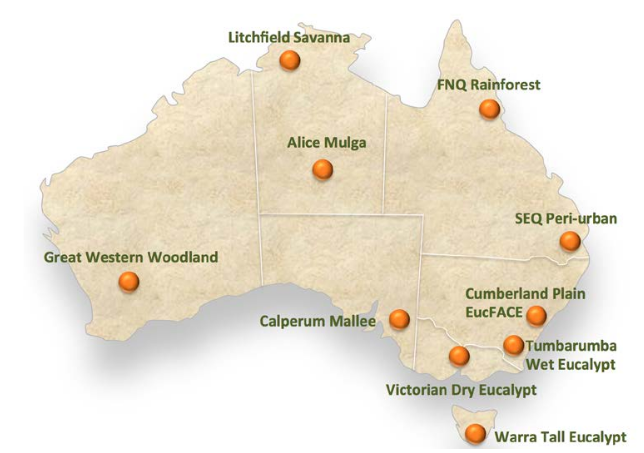 Litchfield Savanna
FNQ Rainforest
Alice Mulga
SEQ Peri-urban
Great Western Woodland
Cumberland Plain
EucFACE
Calperum Mallee
Tumbarumba
Wet Eucalypt
Victorian Dry Eucalypt
Warra Tall Eucalypt